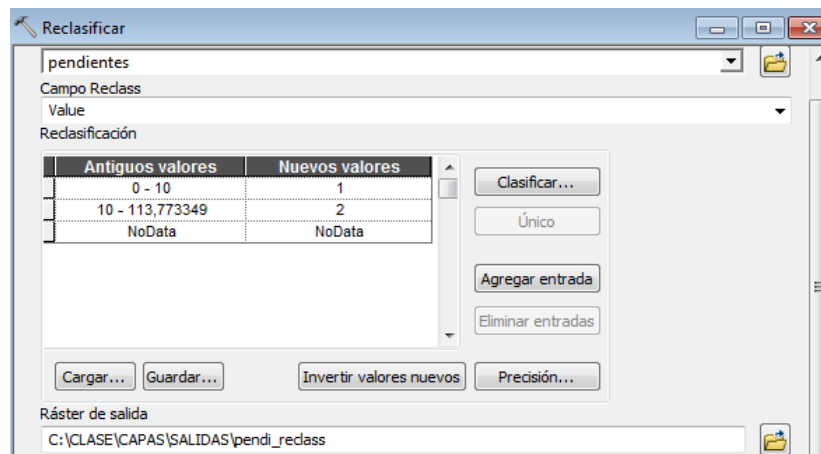 Reclasificar
pendientes
Campo Reclass
Value
Reclasificación
Antiguos valores Nuevos valores
0 - 10 1
10 - 113,773349 2
NoData NoData
Clasificar...
Único
Agregar entrada
Eliminar entradas
Cargar... Guardar... Invertir valores nuevos Precisión...
Ráster de salida
C:\CLASE\CAPAS\SALIDAS\pendi_reclass